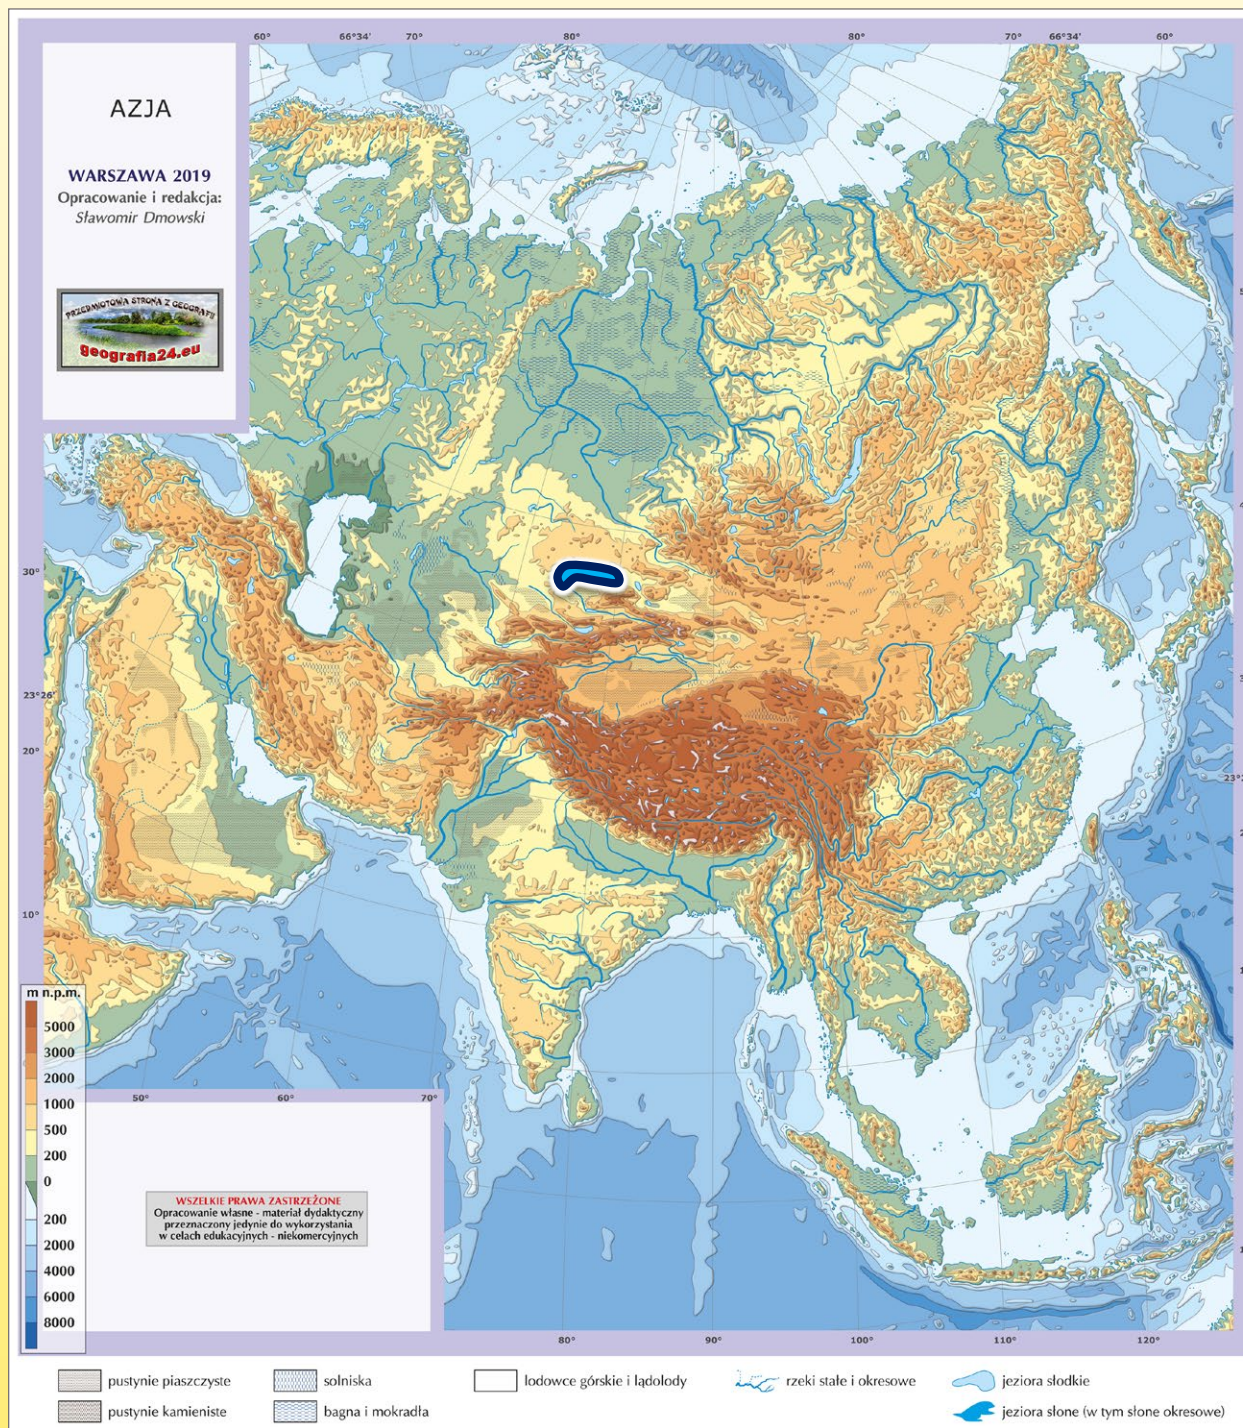 60°
66°34'
70°
80°
80°
70°
66°34'
60°
AZJA
WARSZAWA 2019
Opracowanie i redakcja:
Sławomir Dmowski
PRZEDMIOTOWA STRONA Z GEOGRAFII
geografia24.eu
30°
23°26'
20°
10°
m n.p.m.
5000
3000
2000
1000
500
200
0
200
2000
4000
6000
8000
50°
60°
70°
WSZELKIE PRAWA ZASTRZEŻONE
Opracowanie własne - materiał dydaktyczny
przeznaczony jedynie do wykorzystania
w celach edukacyjnych - niekomercyjnych
80°
90°
100°
110°
120°
pustynie piaszczyste
solniska
lodowce górskie i lądolody
rzeki stałe i okresowe
jeziora słodkie
pustynie kamieniste
bagna i mokradła
jeziora słone (w tym słone okresowe)